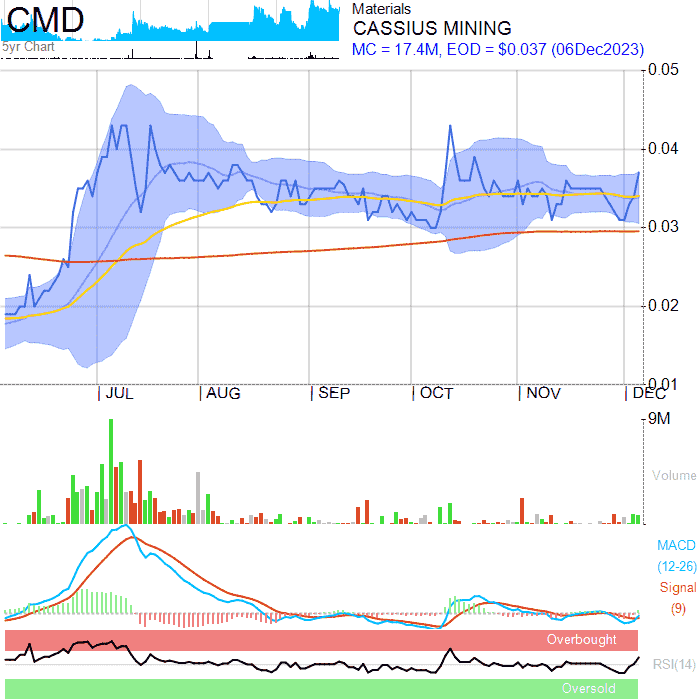 CMD
Materials
CASSIUS MINING
5yr Chart
MC = 17.4M, EOD = $0.037 (06Dec2023)
0.05
0.04
0.03
0.02
0.01
JUL AUG SEP OCT NOV DEC
9M
Volume
MACD
(12-26)
Signal
(9)
Overbought
RSI(14)
Oversold